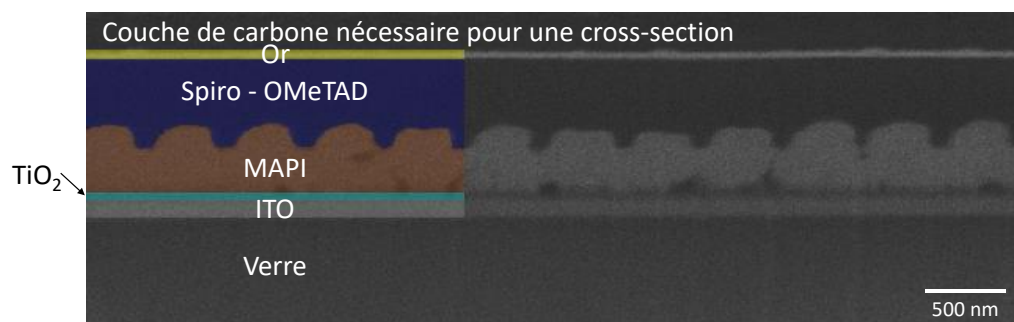 Couche de carbone nécessaire pour une cross-section
Or
Spiro - OMeTAD
MAPI
TiO₂
ITO
Verre
500 nm